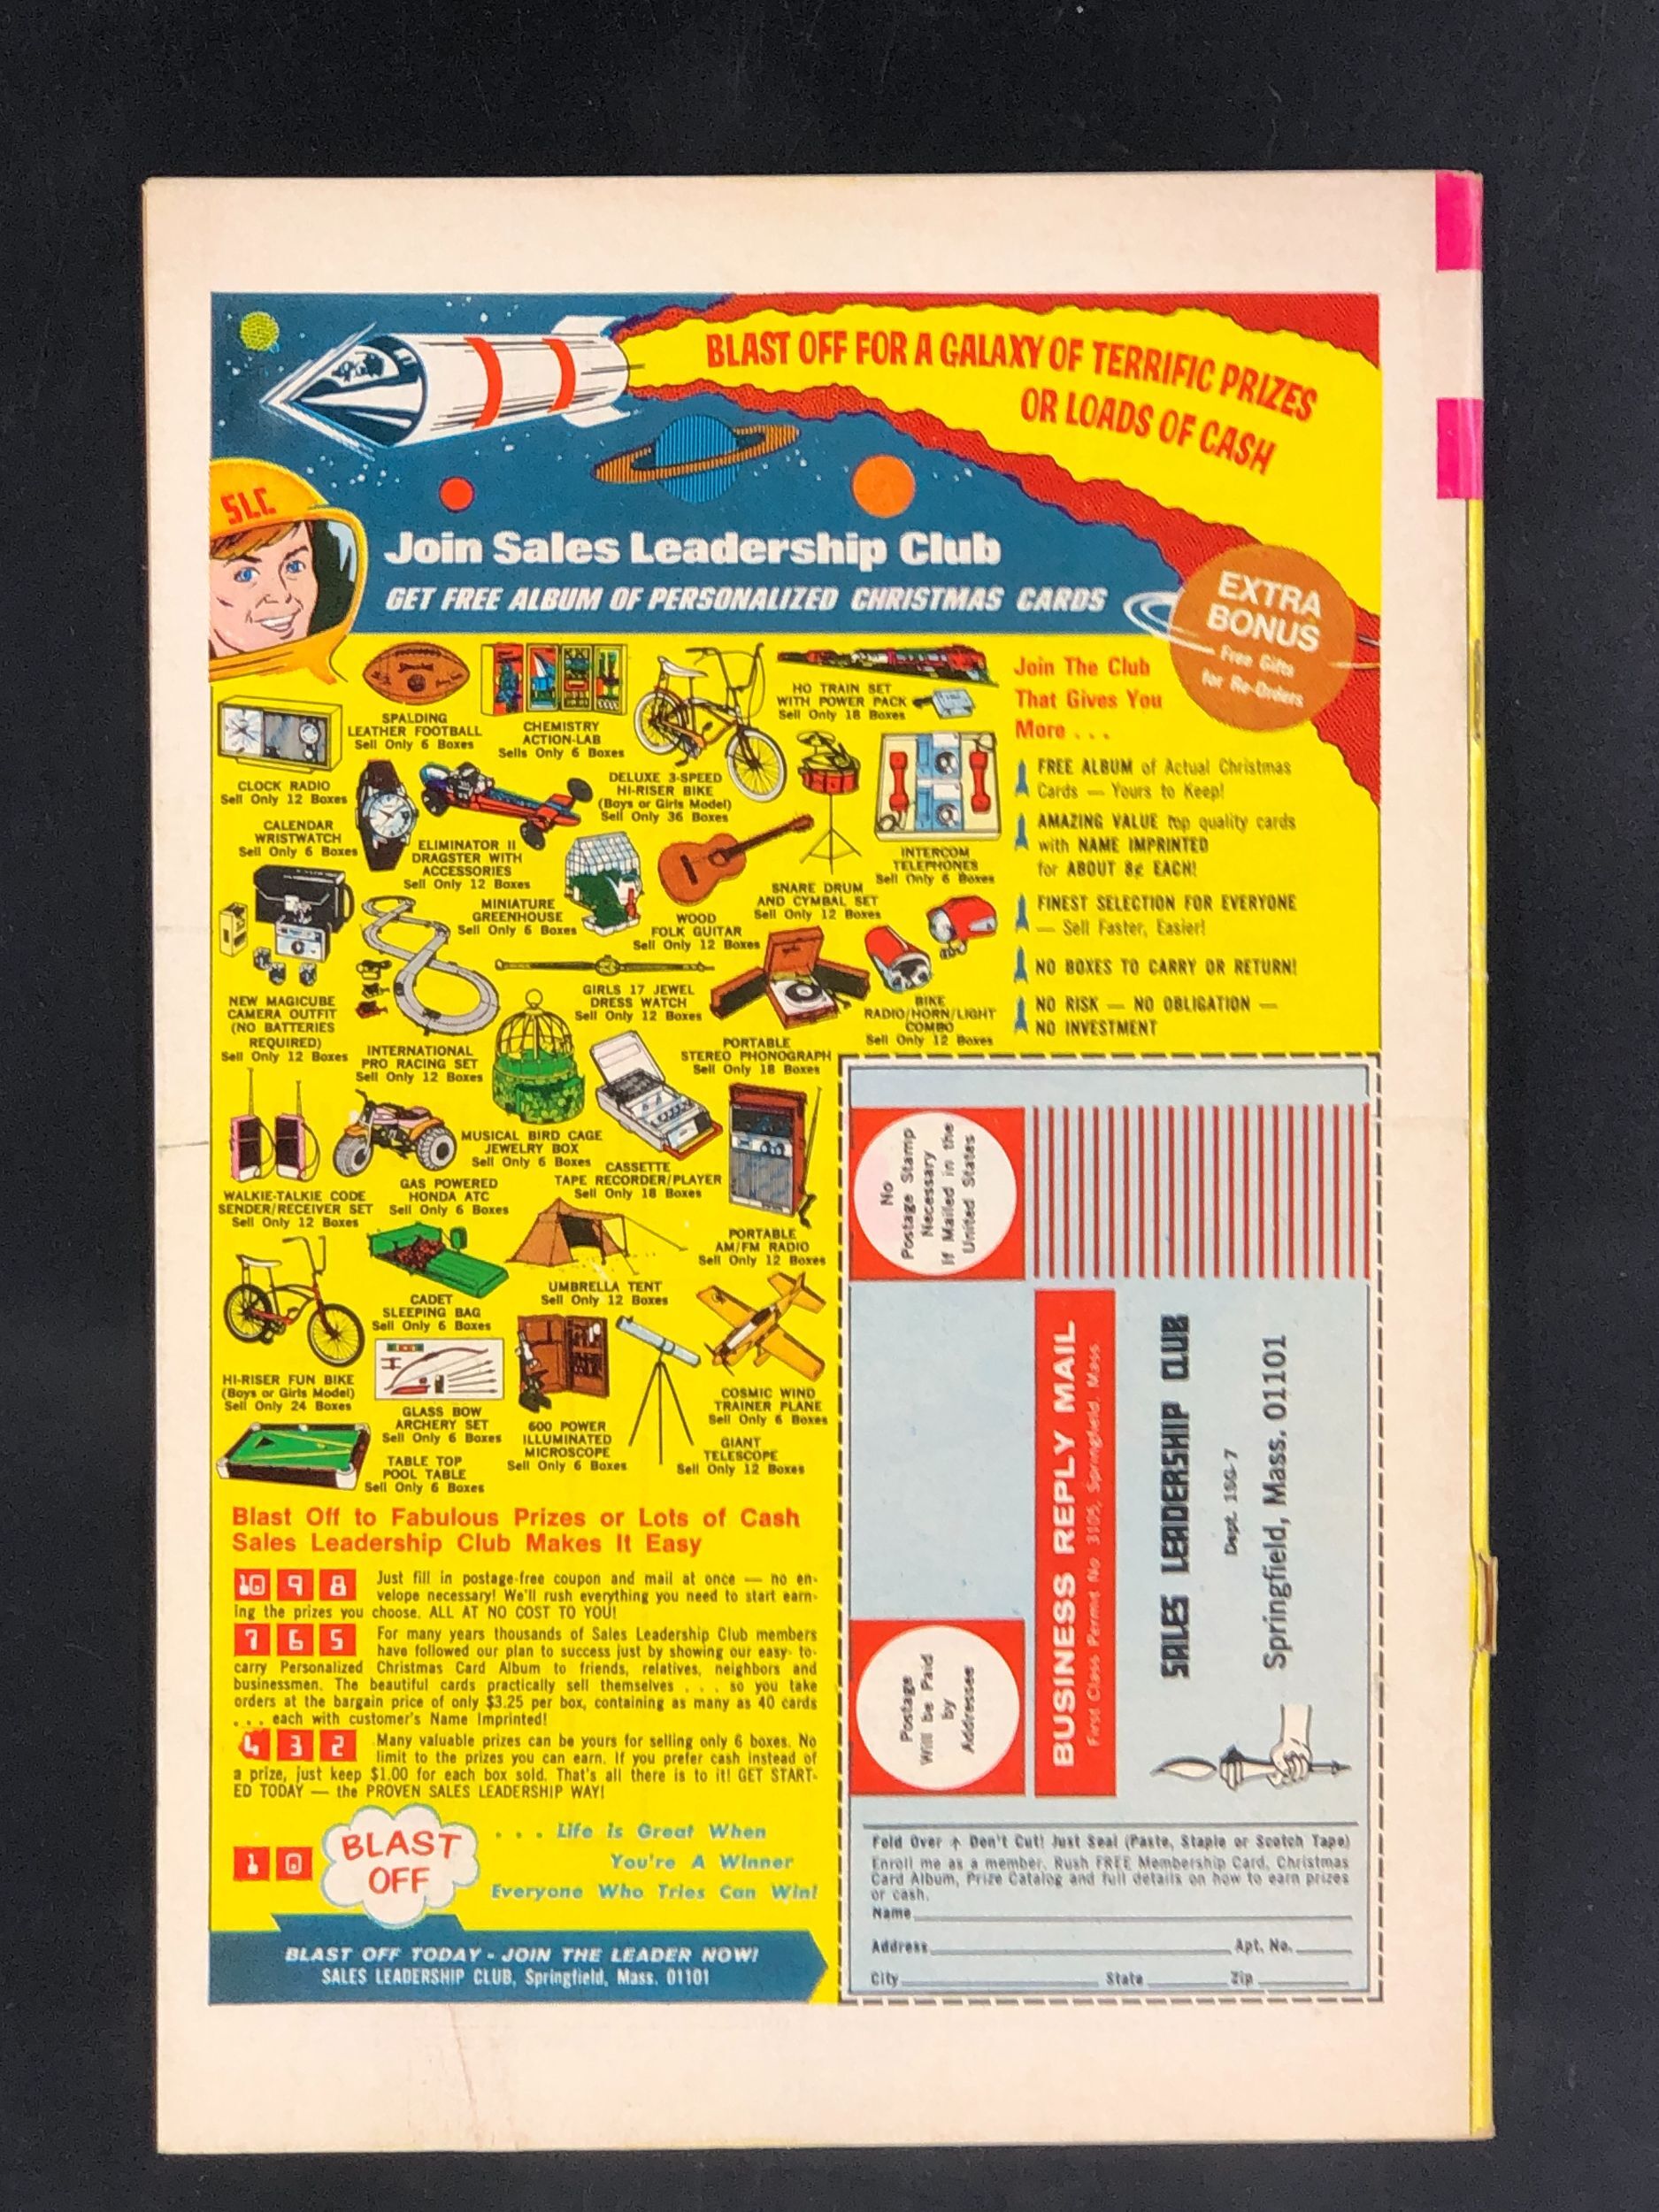 BLAST OFF FOR A GALAXY OF TERRIFIC PRIZES
OR LOADS OF CASH
SLC
Join Sales Leadership Club
GET FREE ALBUM OF PERSONALIZED CHRISTMAS CARDS
EXTRA
BONUS
Free Gifts
for Re-Orders
SPALDING
LEATHER FOOTBALL
Sell Only 6 Boxes
CHEMISTRY
ACTION-LAB
Sells Only 6 Boxes
HO TRAIN SET
WITH POWER PACK
Sell Only 18 Boxes
CLOCK RADIO
Sell Only 12 Boxes
CALENDAR
WRISTWATCH
Sell Only 6 Boxes
ELIMINATOR II
DRAGSTER WITH
ACCESSORIES
Sell Only 12 Boxes
DELUXE 3-SPEED
HI-RISER BIKE
(Boys or Girls Model)
Sell Only 36 Boxes
INTERCOM
TELEPHONES
Sell Only 6 Boxes
SNARE DRUM
AND CYMBAL SET
Sell Only 12 Boxes
MINIATURE
GREENHOUSE
Sell Only 6 Boxes
WOOD
FOLK GUITAR
Sell Only 12 Boxes
NEW MAGICUBE
CAMERA OUTFIT
(NO BATTERIES
REQUIRED)
Sell Only 12 Boxes
INTERNATIONAL
PRO RACING SET
Sell Only 12 Boxes
GIRLS 17 JEWEL
DRESS WATCH
Sell Only 12 Boxes
PORTABLE
STEREO PHONOGRAPH
Sell Only 18 Boxes
BIKE
RADIO/HORN/LIGHT
COMBO
Sell Only 12 Boxes
WALKIE-TALKIE CODE
SENDER/RECEIVER SET
Sell Only 12 Boxes
GAS POWERED
HONDA ATC
Sell Only 6 Boxes
MUSICAL BIRD CAGE
JEWELRY BOX
Sell Only 6 Boxes
CASSETTE
TAPE RECORDER/PLAYER
Sell Only 18 Boxes
PORTABLE
AM/FM RADIO
Sell Only 12 Boxes
HI-RISER FUN BIKE
(Boys or Girls Model)
Sell Only 24 Boxes
CADET
SLEEPING BAG
Sell Only 6 Boxes
UMBRELLA TENT
Sell Only 12 Boxes
GLASS BOW
ARCHERY SET
Sell Only 6 Boxes
600 POWER
ILLUMINATED
MICROSCOPE
Sell Only 6 Boxes
COSMIC WIND
TRAINER PLANE
Sell Only 6 Boxes
GIANT
TELESCOPE
Sell Only 12 Boxes
TABLE TOP
POOL TABLE
Sell Only 6 Boxes
Join The Club
That Gives You
More . . .
FREE ALBUM of Actual Christmas
Cards — Yours to Keep!
AMAZING VALUE top quality cards
with NAME IMPRINTED
for ABOUT 8¢ EACH!
FINEST SELECTION FOR EVERYONE
— Sell Faster, Easier!
NO BOXES TO CARRY OR RETURN!
NO RISK — NO OBLIGATION —
NO INVESTMENT
Blast Off to Fabulous Prizes or Lots of Cash
Sales Leadership Club Makes It Easy
10 9 8 Just fill in postage-free coupon and mail at once — no en-
velope necessary! We'll rush everything you need to start earn-
ing the prizes you choose. ALL AT NO COST TO YOU!
7 6 5 For many years thousands of Sales Leadership Club members
have followed our plan to success just by showing our easy- to-
carry Personalized Christmas Card Album to friends, relatives, neighbors and
businessmen. The beautiful cards practically sell themselves . . . so you take
orders at the bargain price of only $3.25 per box, containing as many as 40 cards
. . . each with customer's Name Imprinted!
4 3 2 Many valuable prizes can be yours for selling only 6 boxes. No
limit to the prizes you can earn. If you prefer cash instead of
a prize, just keep $1.00 for each box sold. That's all there is to it! GET START-
ED TODAY — the PROVEN SALES LEADERSHIP WAY!
1 0
BLAST
OFF
. . . Life is Great When
You're A Winner
Everyone Who Tries Can Win!
BLAST OFF TODAY - JOIN THE LEADER NOW!
SALES LEADERSHIP CLUB, Springfield, Mass. 01101
No
Postage Stamp
Necessary
If Mailed in the
United States
Postage
Will be Paid
by
Addressee
BUSINESS REPLY MAIL
First Class Permit No 3105, Springfield, Mass
SALES LEADERSHIP CLUB
Dept. 10G-7
Springfield, Mass. 01101
Fold Over ↑ Don't Cut! Just Seal (Paste, Staple or Scotch Tape)
Enroll me as a member. Rush FREE Membership Card, Christmas
Card Album, Prize Catalog and full details on how to earn prizes
or cash.
Name
Address Apt. No.
City State Zip